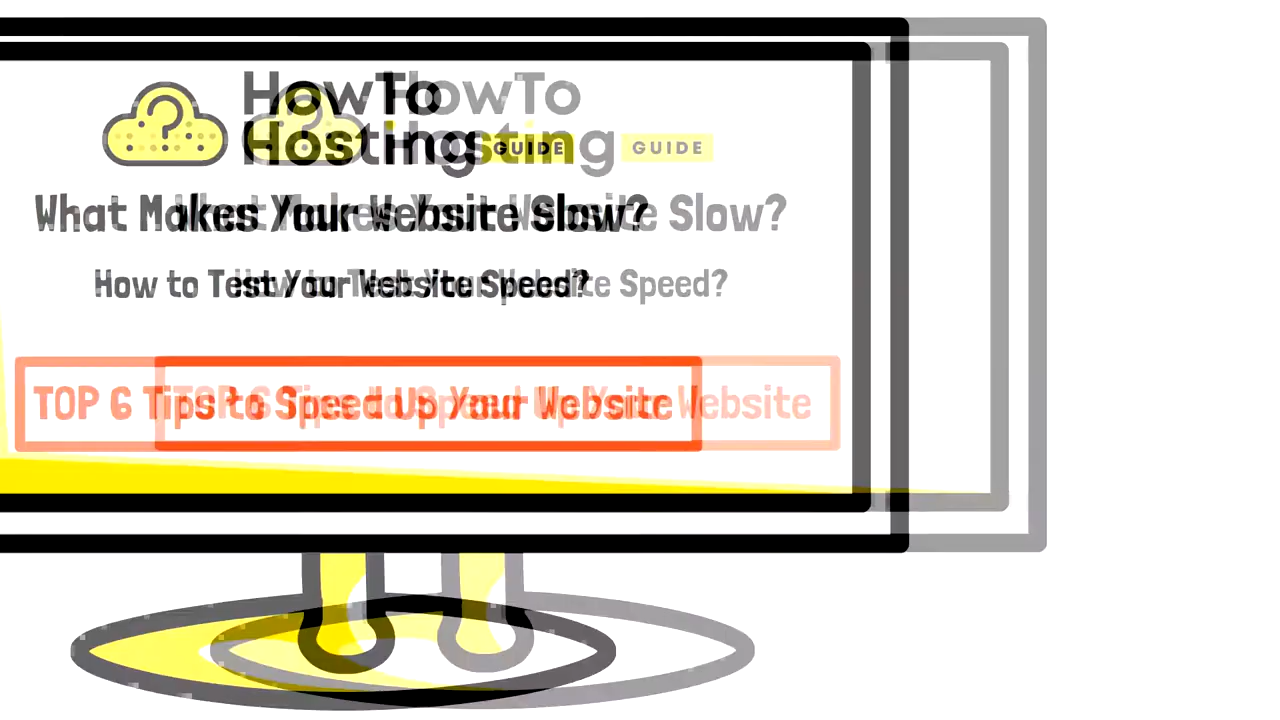 HowTo
Hosting GUIDE
What Makes Your Website Slow?
How to Test Your Website Speed?
TOP 6 Tips to Speed Up Your Website